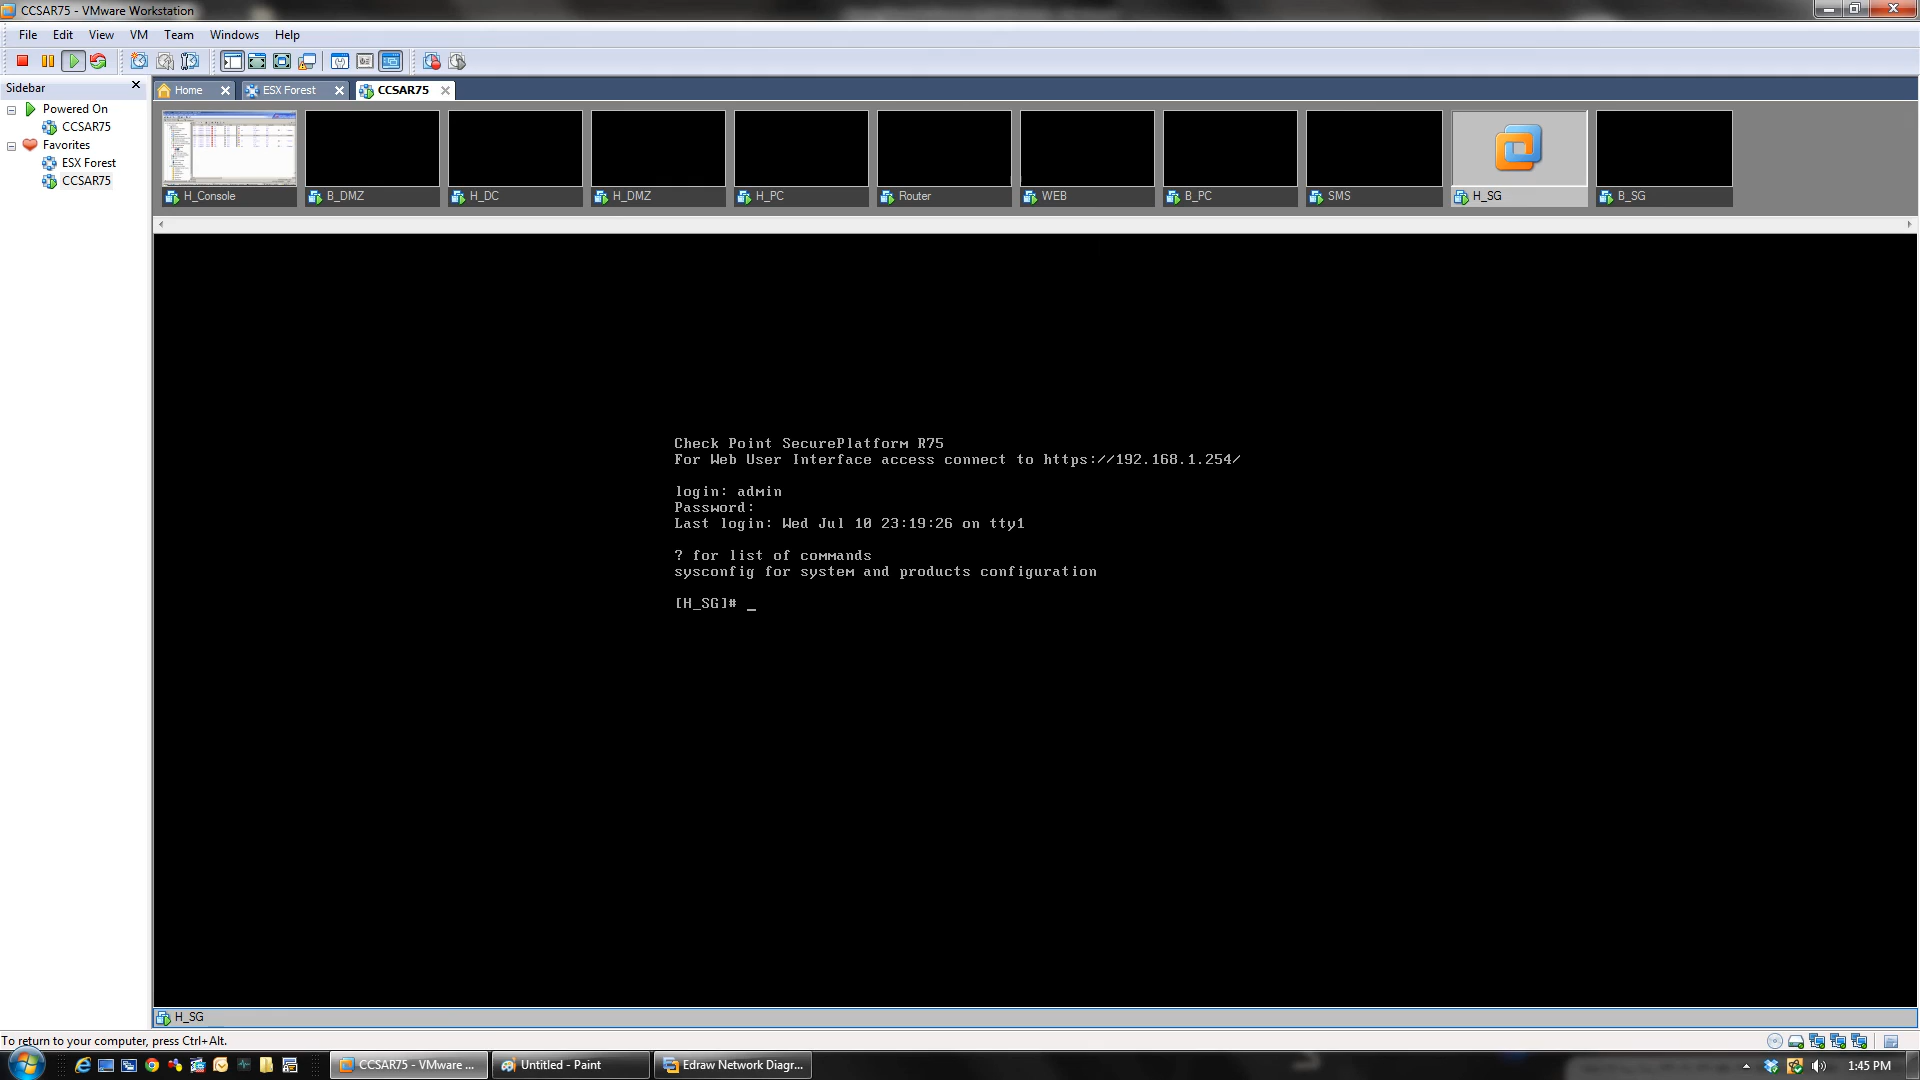 CCSAR75 - VMware Workstation
File Edit View VM Team Windows Help
Sidebar
Powered On
CCSAR75
Favorites
ESX Forest
CCSAR75
Home ESX Forest CCSAR75
H_Console B_DMZ H_DC H_DMZ H_PC Router WEB B_PC SMS H_SG B_SG
Check Point SecurePlatform R75
For Web User Interface access connect to https://192.168.1.254/
login: admin
Password:
Last login: Wed Jul 10 23:19:26 on tty1
? for list of commands
sysconfig for system and products configuration
[H_SG]# _
H_SG
To return to your computer, press Ctrl+Alt.
CCSAR75 - VMware ... Untitled - Paint Edraw Network Diagr... 1:45 PM